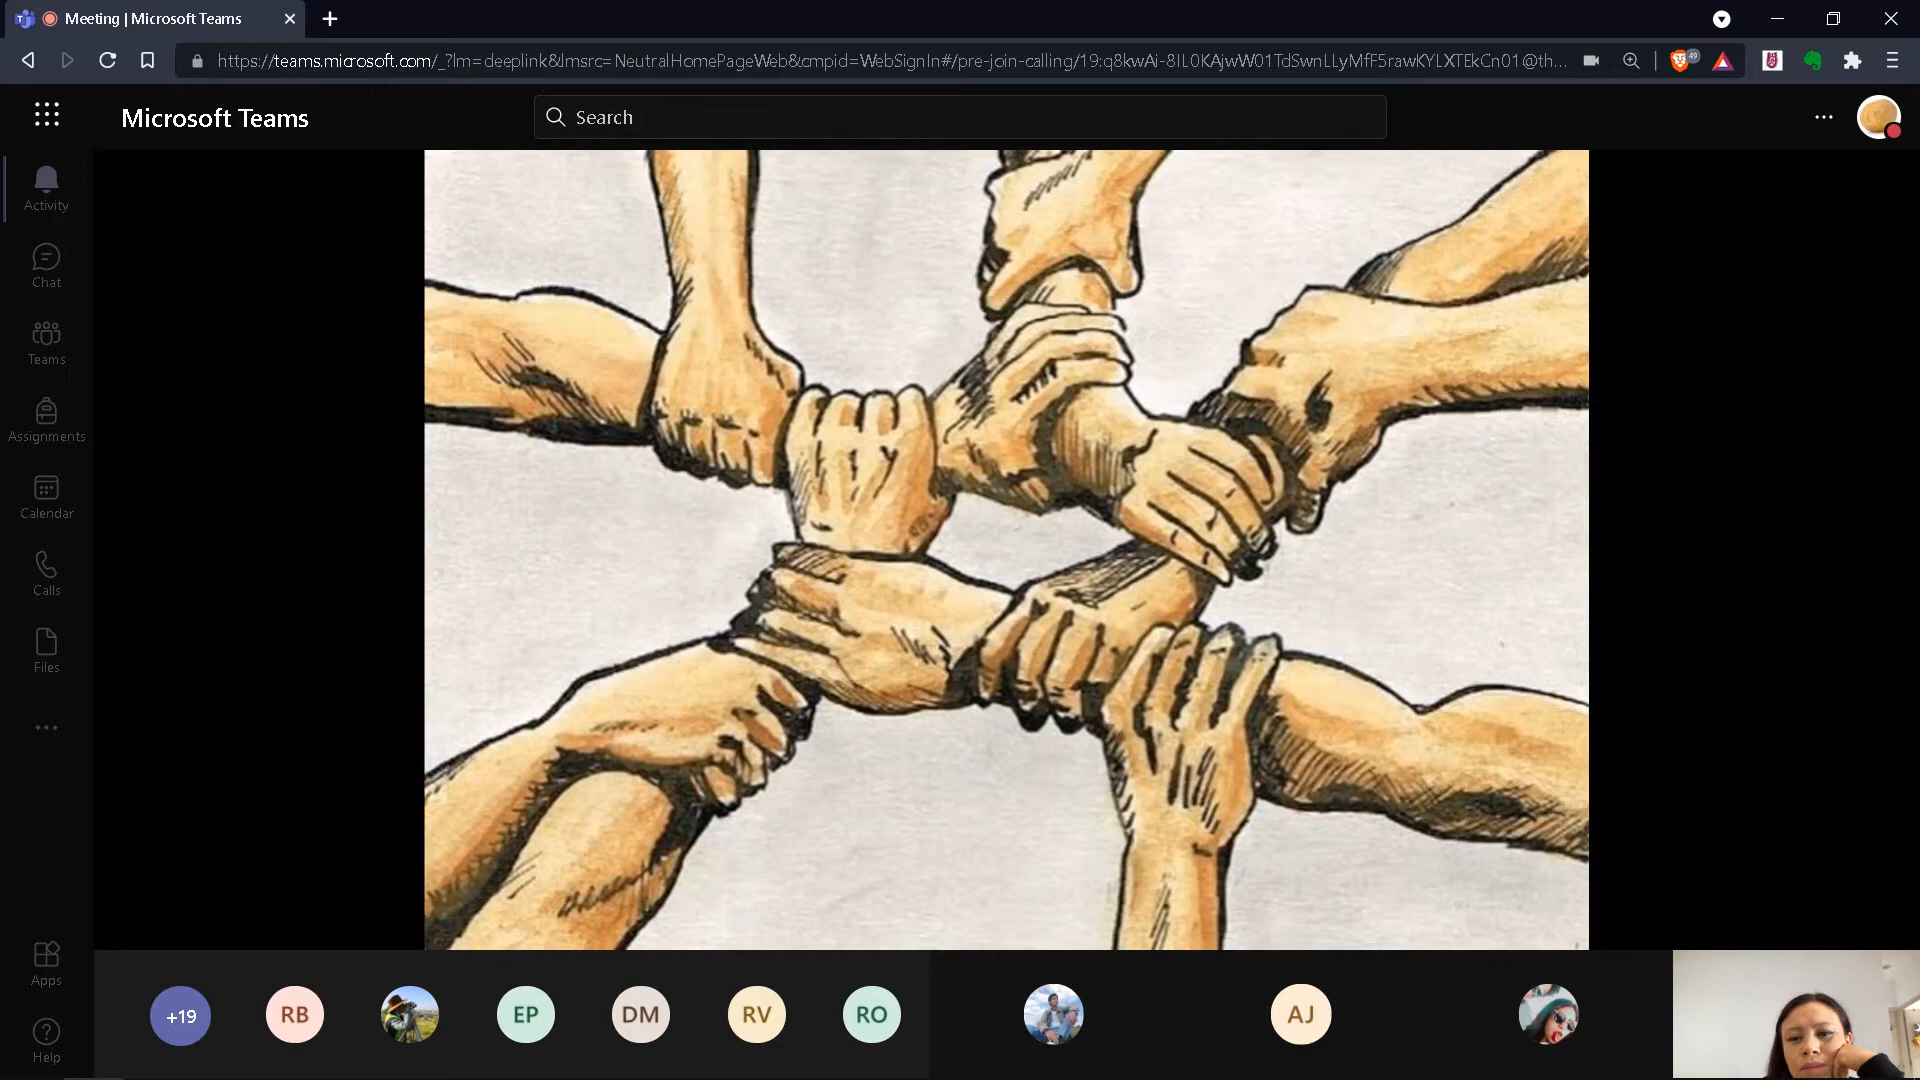 Meeting | Microsoft Teams
https://teams.microsoft.com/_?lm=deeplink&lmsrc=NeutralHomePageWeb&cmpid=WebSignIn#/pre-join-calling/19:q8kwAi-8IL0KAjwW01TdSwnLLyMfF5rawKYLXTEkCn01@th...
49
Microsoft Teams
Search
Activity
Chat
Teams
Assignments
Calendar
Calls
Files
Apps
Help
+19
RB
EP
DM
RV
RO
AJ